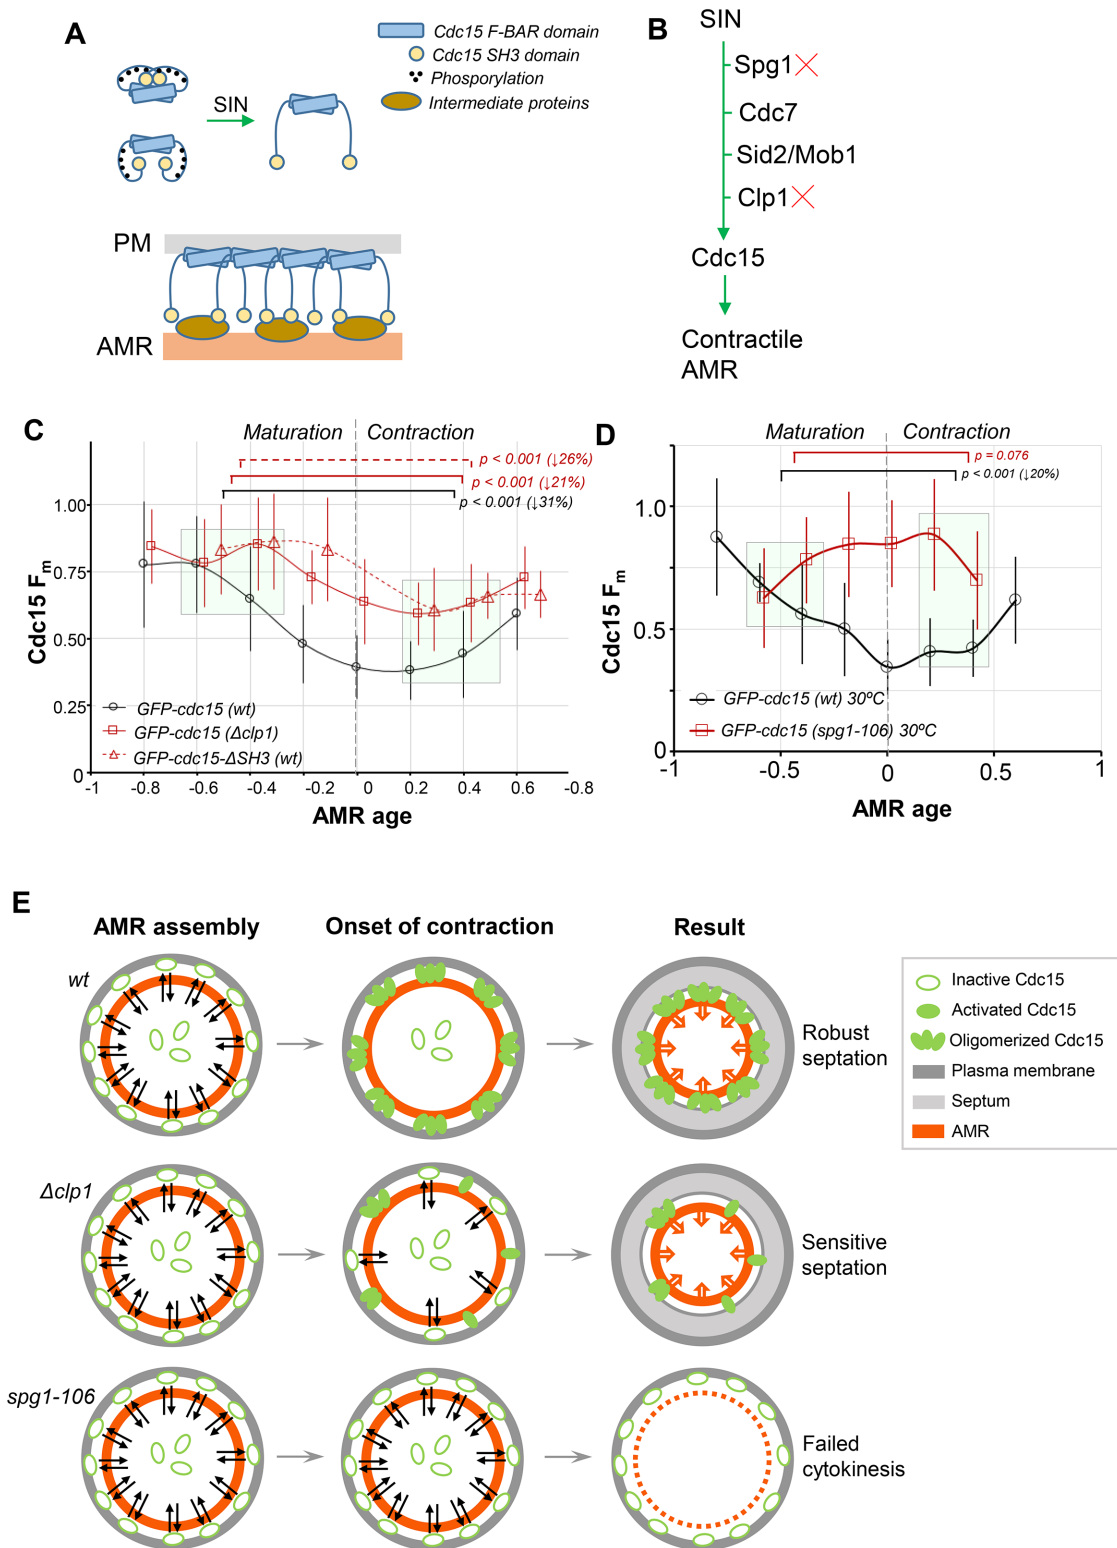 A
Cdc15 F-BAR domain
Cdc15 SH3 domain
Phosporylation
Intermediate proteins
SIN
PM
AMR
B
SIN
Spg1
Cdc7
Sid2/Mob1
Clp1
Cdc15
Contractile
AMR
C
Maturation
Contraction
p < 0.001 (↓26%)
p < 0.001 (↓21%)
p < 0.001 (↓31%)
Cdc15 Fm
1.00
0.75
0.50
0.25
0
GFP-cdc15 (wt)
GFP-cdc15 (Δclp1)
GFP-cdc15-ΔSH3 (wt)
-1
-0.8
-0.6
-0.4
-0.2
0
0.2
0.4
0.6
-0.8
AMR age
D
Maturation
Contraction
p = 0.076
p < 0.001 (↓20%)
Cdc15 Fm
1.0
0.5
0
GFP-cdc15 (wt) 30ºC
GFP-cdc15 (spg1-106) 30ºC
-1
-0.5
0
0.5
1
AMR age
E
AMR assembly
Onset of contraction
Result
wt
Robust
septation
Δclp1
Sensitive
septation
spg1-106
Failed
cytokinesis
Inactive Cdc15
Activated Cdc15
Oligomerized Cdc15
Plasma membrane
Septum
AMR